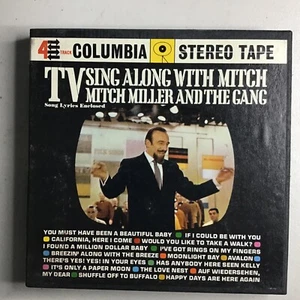 4 TRACK COLUMBIA STEREO TAPE
TV SING ALONG WITH MITCH
MITCH MILLER AND THE GANG
Song Lyrics Enclosed
YOU MUST HAVE BEEN A BEAUTIFUL BABY IF I COULD BE WITH YOU
CALIFORNIA, HERE I COME WOULD YOU LIKE TO TAKE A WALK?
I FOUND A MILLION DOLLAR BABY I'VE GOT RINGS ON MY FINGERS
BREEZIN' ALONG WITH THE BREEZE MOONLIGHT BAY AVALON
THERE'S YES! YES! IN YOUR EYES HAS ANYBODY HERE SEEN KELLY
IT'S ONLY A PAPER MOON THE LOVE NEST AUF WIEDERSEHEN,
MY DEAR SHUFFLE OFF TO BUFFALO HAPPY DAYS ARE HERE AGAIN